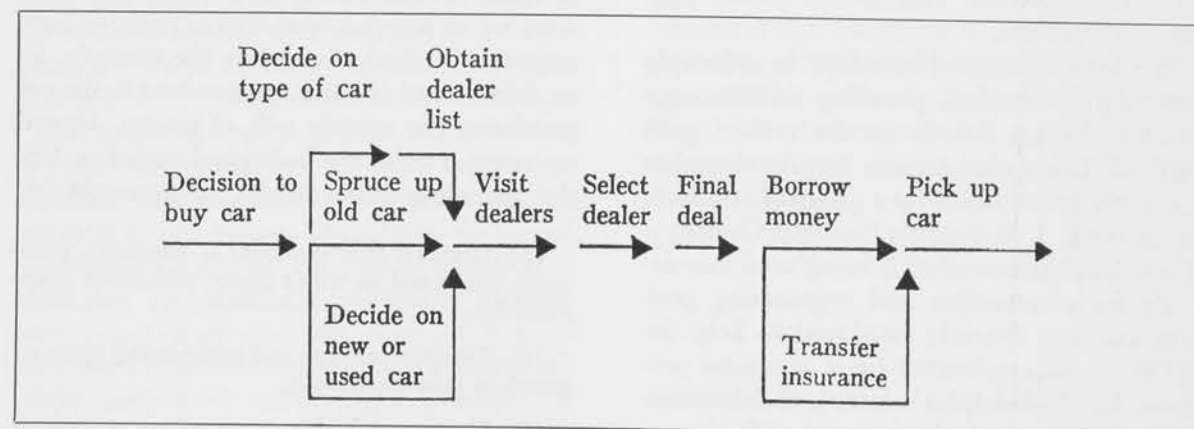 Decide on
type of car
Obtain
dealer
list
Decision to
buy car
Spruce up
old car
Visit
dealers
Select
dealer
Final
deal
Borrow
money
Pick up
car
Decide on
new or
used car
Transfer
insurance